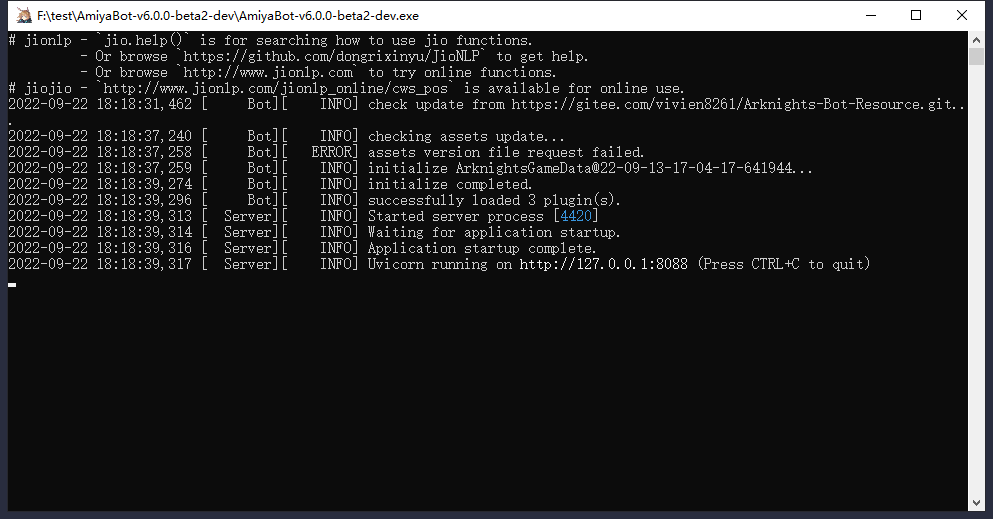 F:\test\AmiyaBot-v6.0.0-beta2-dev\AmiyaBot-v6.0.0-beta2-dev.exe
# jionlp - `jio.help()` is for searching how to use jio functions.
- Or browse `https://github.com/dongrixinyu/JioNLP` to get help.
- Or browse `http://www.jionlp.com` to try online functions.
# jiojio - `http://www.jionlp.com/jionlp_online/cws_pos` is available for online use.
2022-09-22 18:18:31,462 [     Bot][    INFO] check update from https://gitee.com/vivien8261/Arknights-Bot-Resource.git..
.
2022-09-22 18:18:37,240 [     Bot][    INFO] checking assets update...
2022-09-22 18:18:37,258 [     Bot][   ERROR] assets version file request failed.
2022-09-22 18:18:37,259 [     Bot][    INFO] initialize ArknightsGameData@22-09-13-17-04-17-641944...
2022-09-22 18:18:39,274 [     Bot][    INFO] initialize completed.
2022-09-22 18:18:39,296 [     Bot][    INFO] successfully loaded 3 plugin(s).
2022-09-22 18:18:39,313 [  Server][    INFO] Started server process [4420]
2022-09-22 18:18:39,314 [  Server][    INFO] Waiting for application startup.
2022-09-22 18:18:39,316 [  Server][    INFO] Application startup complete.
2022-09-22 18:18:39,317 [  Server][    INFO] Uvicorn running on http://127.0.0.1:8088 (Press CTRL+C to quit)